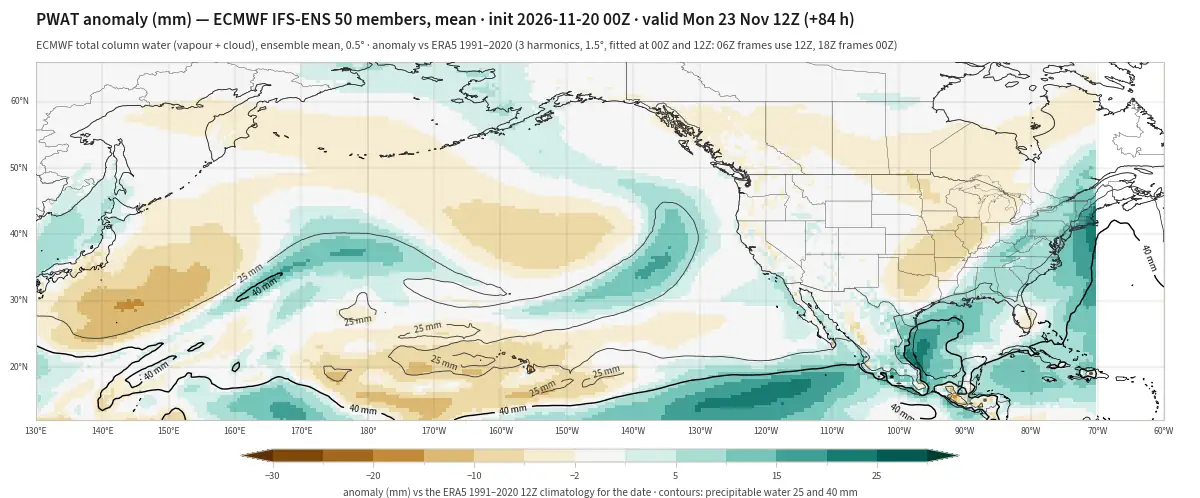 PWAT anomaly (mm) — ECMWF IFS-ENS 50 members, mean · init 2026-11-20 00Z · valid Mon 23 Nov 12Z (+84 h)
ECMWF total column water (vapour + cloud), ensemble mean, 0.5° · anomaly vs ERA5 1991–2020 (3 harmonics, 1.5°, fitted at 00Z and 12Z: 06Z frames use 12Z, 18Z frames 00Z)
60°N
50°N
40°N
40 mm
25 mm
40 mm
30°N
25 mm
25 mm
25 mm
20°N
40 mm
25 mm
25 mm
40 mm
40 mm
40 mm
130°E 140°E 150°E 160°E 170°E 180° 170°W 160°W 150°W 140°W 130°W 120°W 110°W 100°W 90°W 80°W 70°W 60°W
−30 −20 −10 −2 5 15 25
anomaly (mm) vs the ERA5 1991–2020 12Z climatology for the date · contours: precipitable water 25 and 40 mm